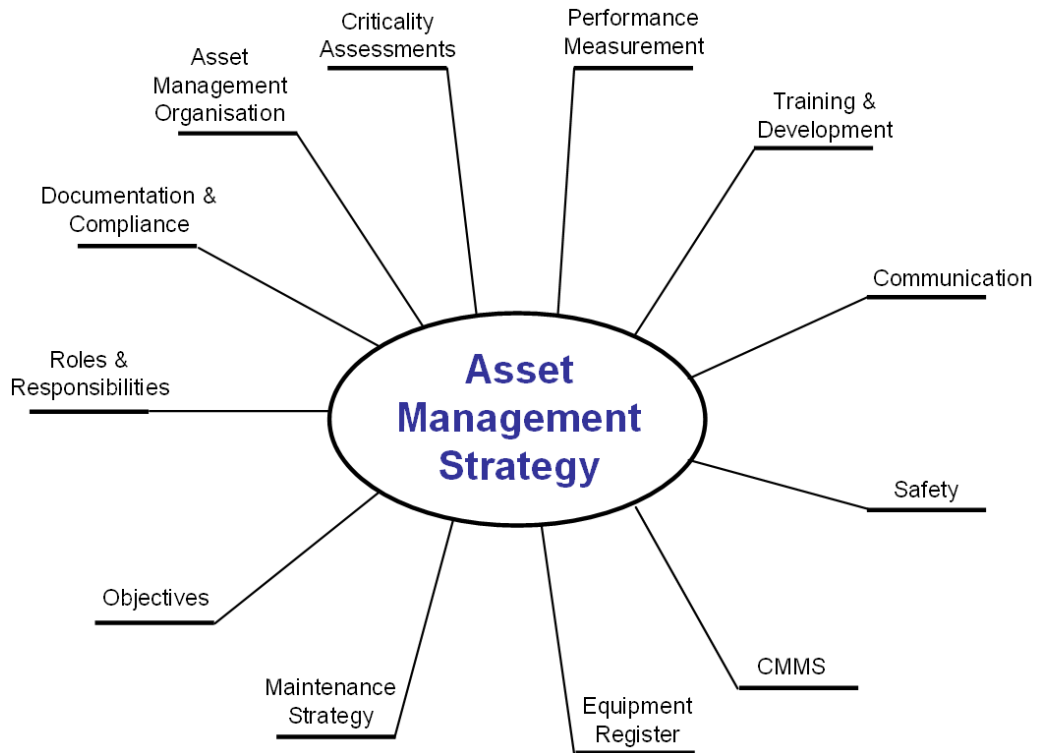 Criticality
Assessments
Performance
Measurement
Asset
Management
Organisation
Training &
Development
Documentation &
Compliance
Communication
Roles &
Responsibilities
Asset
Management
Strategy
Safety
Objectives
CMMS
Maintenance
Strategy
Equipment
Register